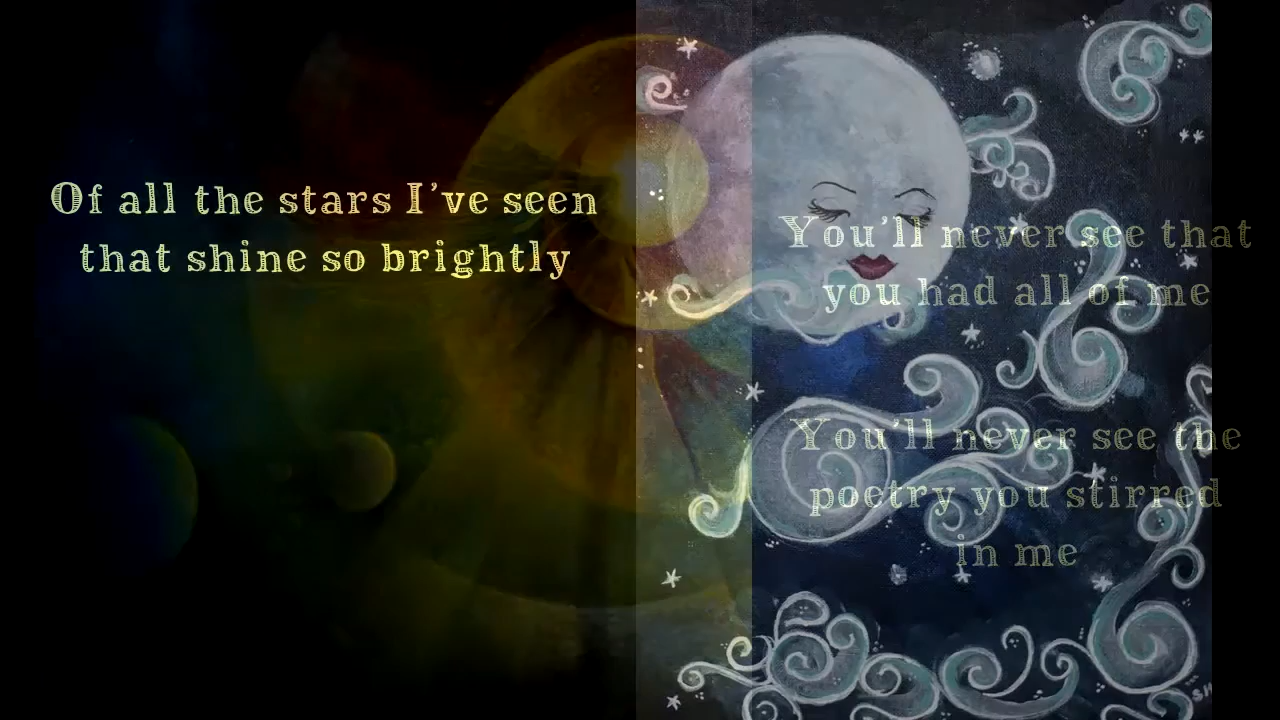 Of all the stars I've seen
that shine so brightly
You'll never see that
you had all of me
You'll never see the
poetry you stirred
in me